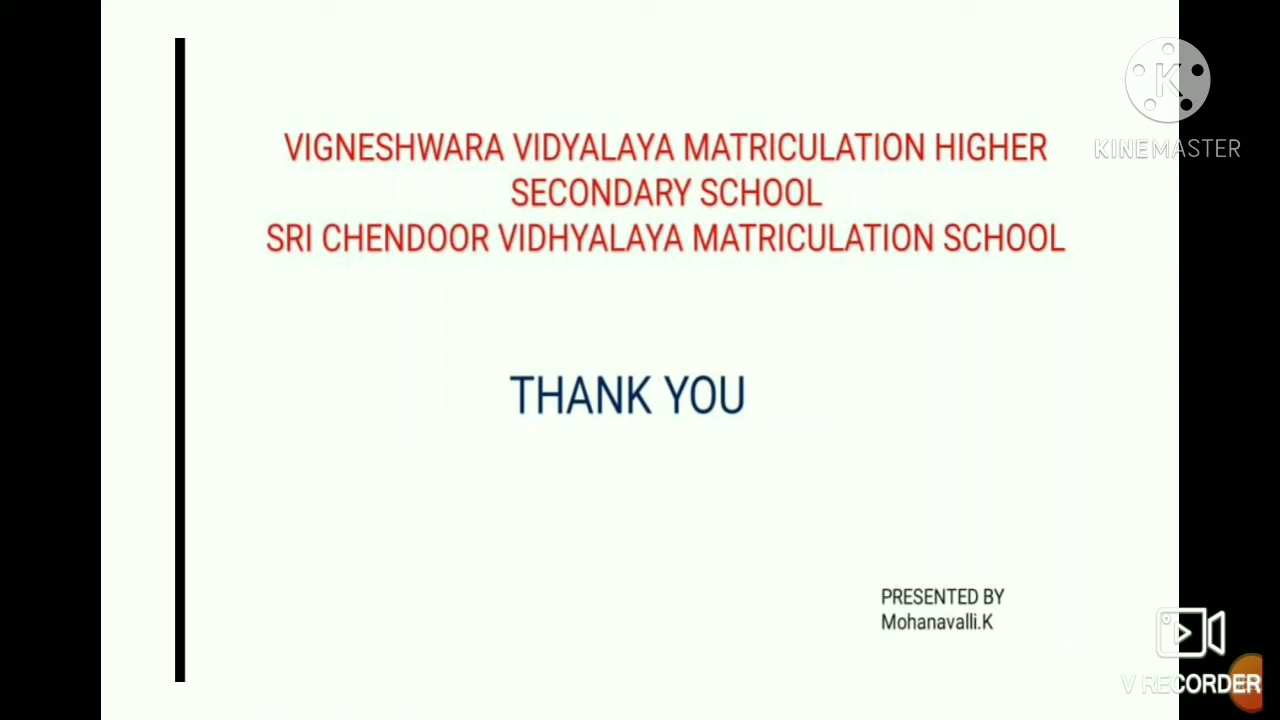 VIGNESHWARA VIDYALAYA MATRICULATION HIGHER
SECONDARY SCHOOL
SRI CHENDOOR VIDHYALAYA MATRICULATION SCHOOL
THANK YOU
PRESENTED BY
Mohanavalli.K
K
KINEMASTER
V RECORDER